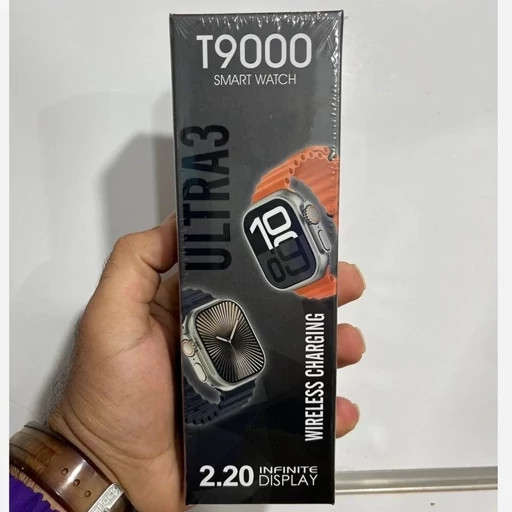 T9000
SMART WATCH
ULTRA3
10
09
WIRELESS CHARGING
2.20 INFINITE
DISPLAY